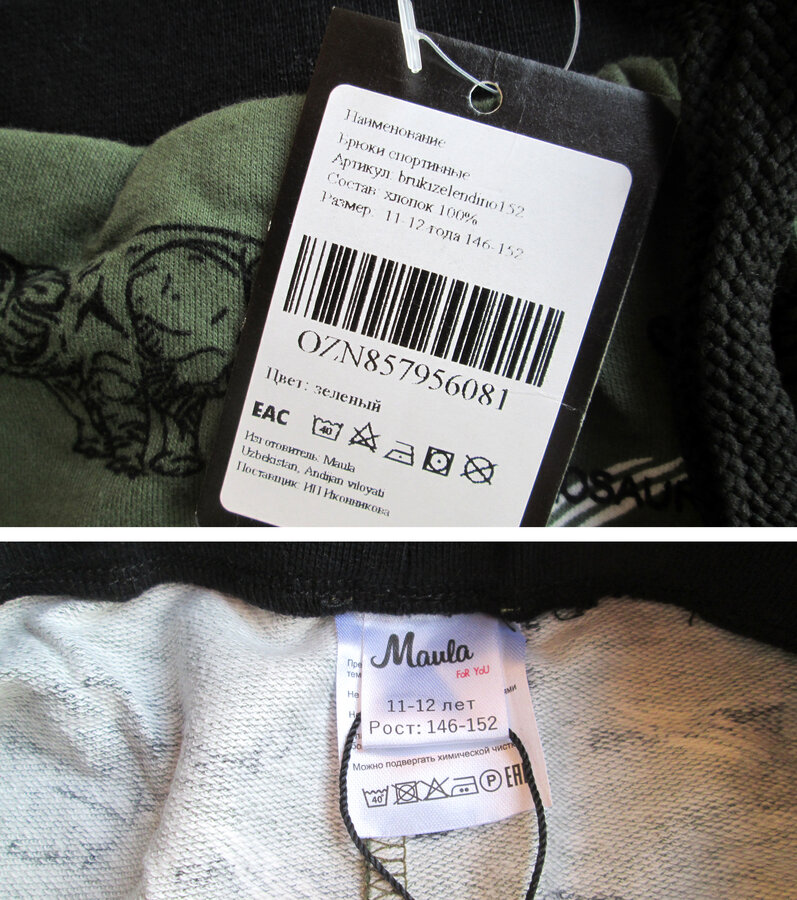 Наименование
Брюки спортивные
Артикул: brukizelendino152
Состав: хлопок 100%
Размер: 11-12 года 146-152
OZN857956081
Цвет: зеленый
EAC
40
Изготовитель: Maula
Uzbekistan, Andijan viloyati
Поставщик: ИП Иконникова
OSAUR
Maula
FoR YoU
11-12 лет
Рост: 146-152
Можно подвергать химической
40
P